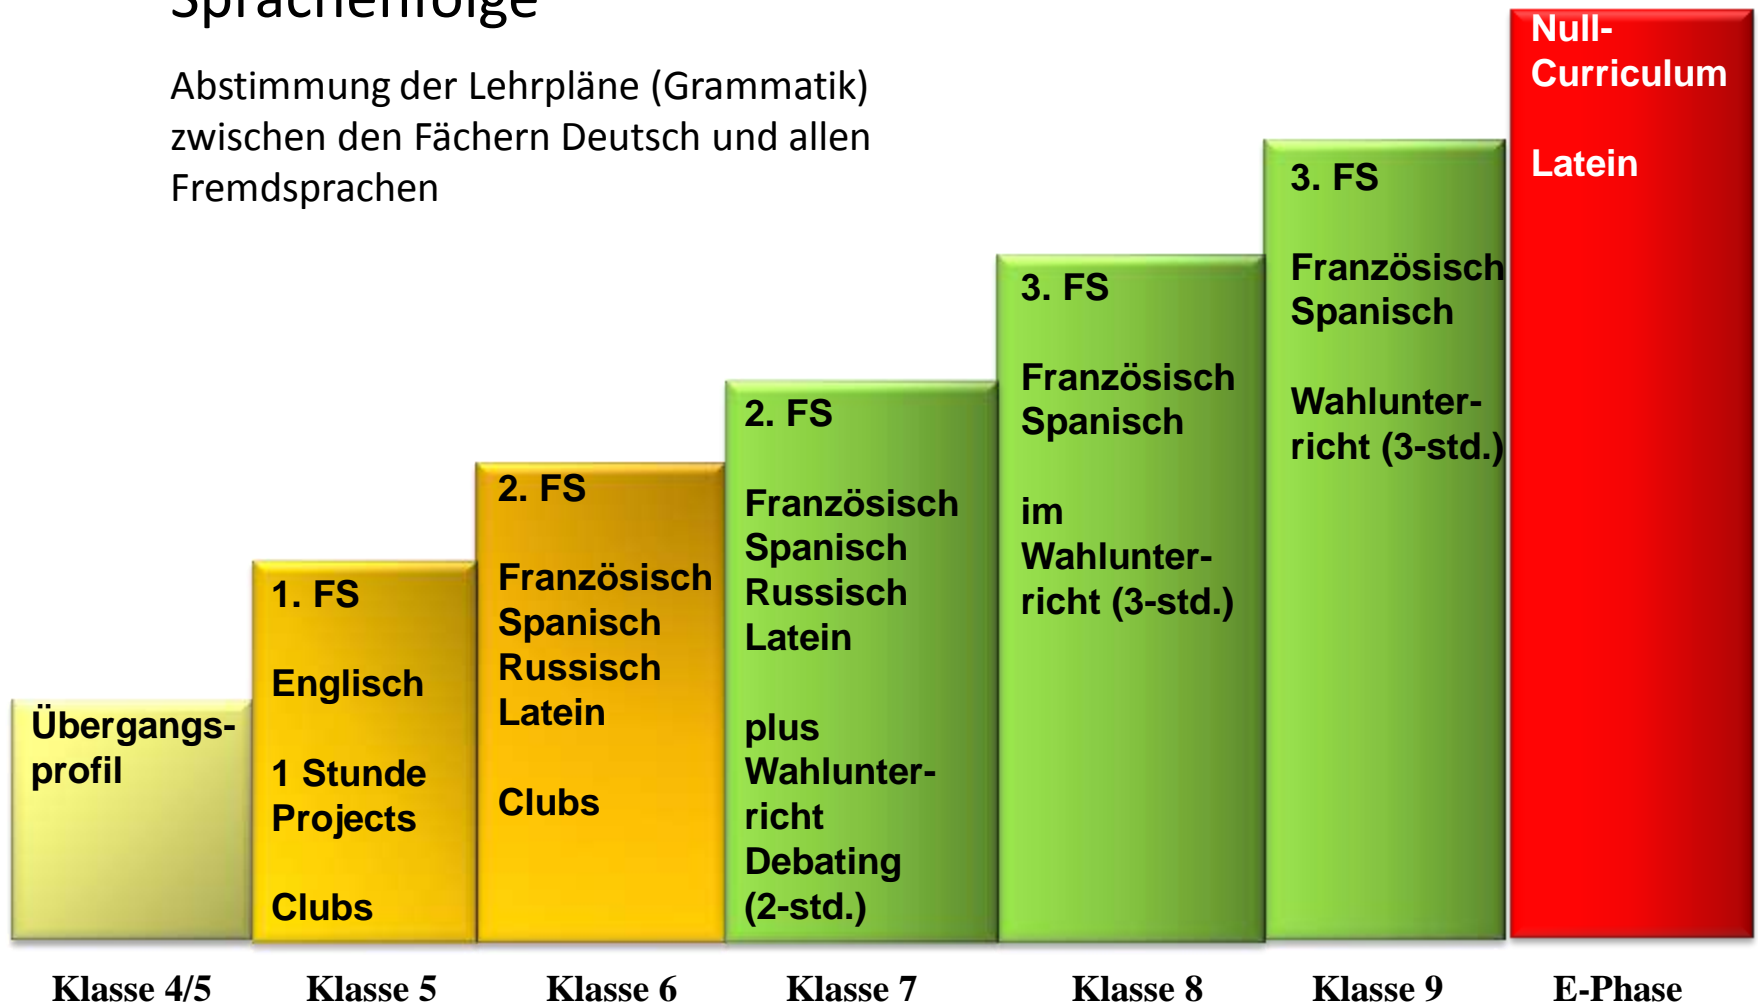 Sprachenfolge
Abstimmung der Lehrpläne (Grammatik)
zwischen den Fächern Deutsch und allen
Fremdsprachen
Übergangs-
profil
1. FS
Englisch
1 Stunde
Projects
Clubs
2. FS
Französisch
Spanisch
Russisch
Latein
Clubs
2. FS
Französisch
Spanisch
Russisch
Latein
plus
Wahlunter-
richt
Debating
(2-std.)
3. FS
Französisch
Spanisch
im
Wahlunter-
richt (3-std.)
3. FS
Französisch
Spanisch
Wahlunter-
richt (3-std.)
Null-
Curriculum
Latein
Klasse 4/5
Klasse 5
Klasse 6
Klasse 7
Klasse 8
Klasse 9
E-Phase